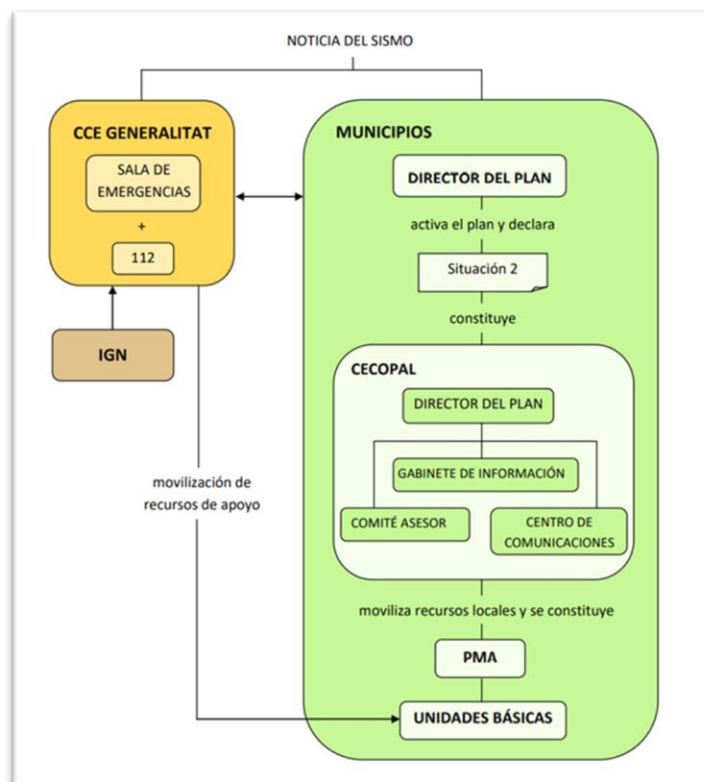 NOTICIA DEL SISMO
CCE GENERALITAT
SALA DE
EMERGENCIAS
+
112
IGN
movilización de
recursos de apoyo
MUNICIPIOS
DIRECTOR DEL PLAN
activa el plan y declara
Situación 2
constituye
CECOPAL
DIRECTOR DEL PLAN
GABINETE DE INFORMACIÓN
COMITÉ ASESOR
CENTRO DE
COMUNICACIONES
moviliza recursos locales y se constituye
PMA
UNIDADES BÁSICAS